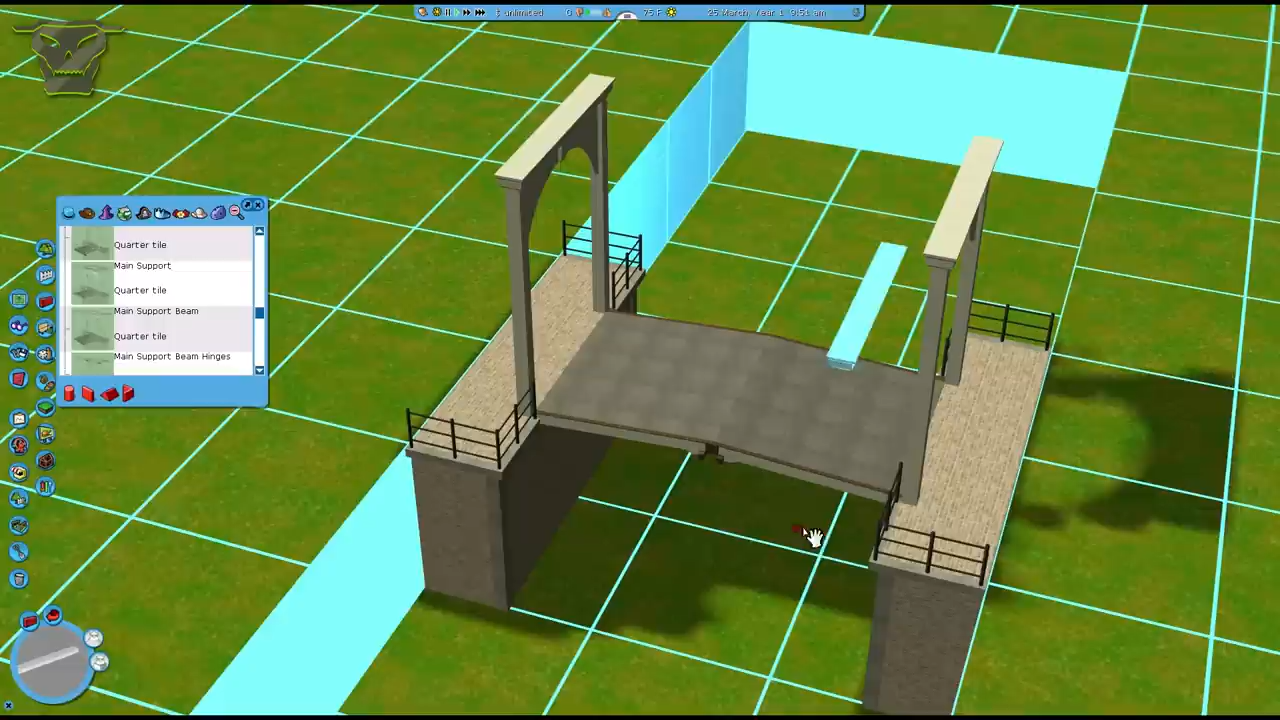 unlimited
0
75 F
25 March, Year 1 9:51 am
Quarter tile
Main Support
Quarter tile
Main Support Beam
Quarter tile
Main Support Beam Hinges